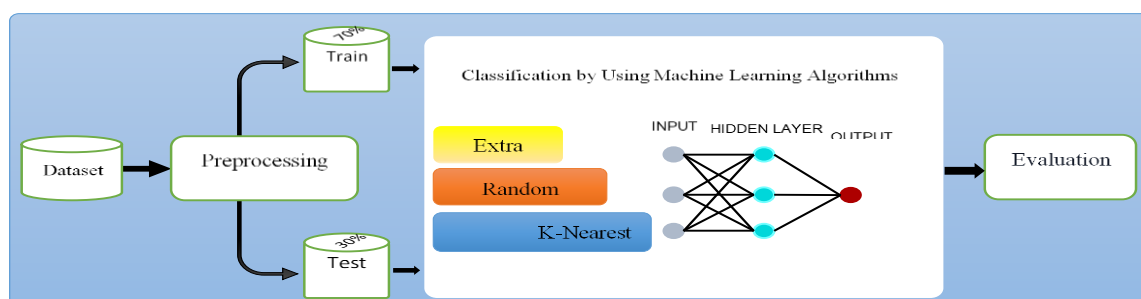 Dataset
Preprocessing
70%
Train
30%
Test
Classification by Using Machine Learning Algorithms
Extra
Random
K-Nearest
INPUT
HIDDEN LAYER
OUTPUT
Evaluation